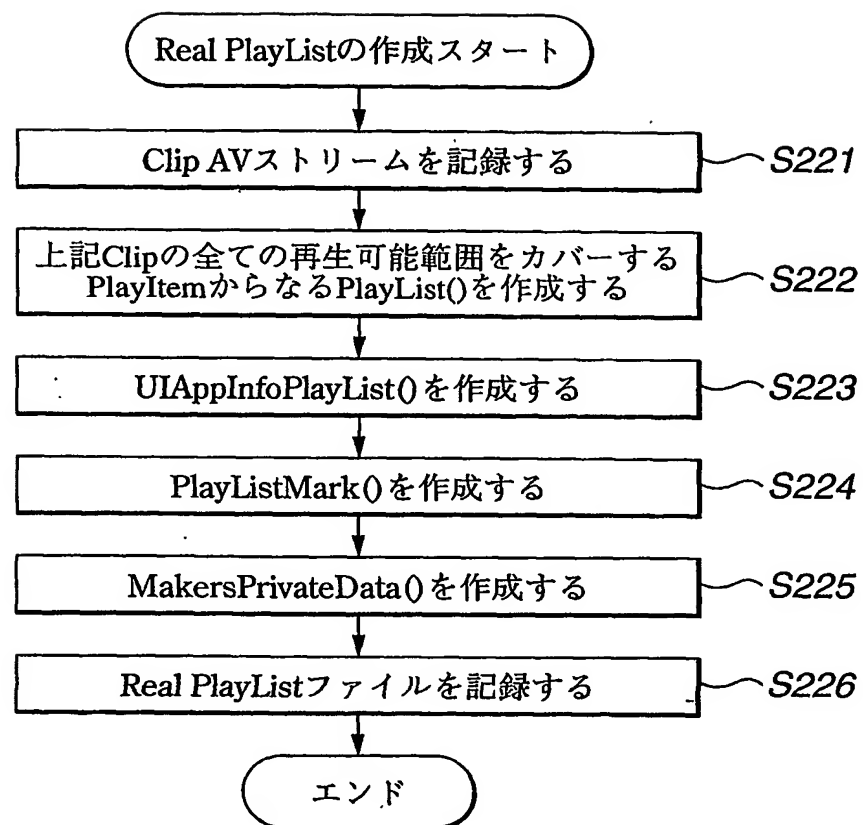 Real PlayListの作成スタート
Clip AVストリームを記録する
S221
上記Clipの全ての再生可能範囲をカバーする
PlayItemからなるPlayList()を作成する
S222
UIAppInfoPlayList()を作成する
S223
PlayListMark()を作成する
S224
MakersPrivateData()を作成する
S225
Real PlayListファイルを記録する
S226
エンド